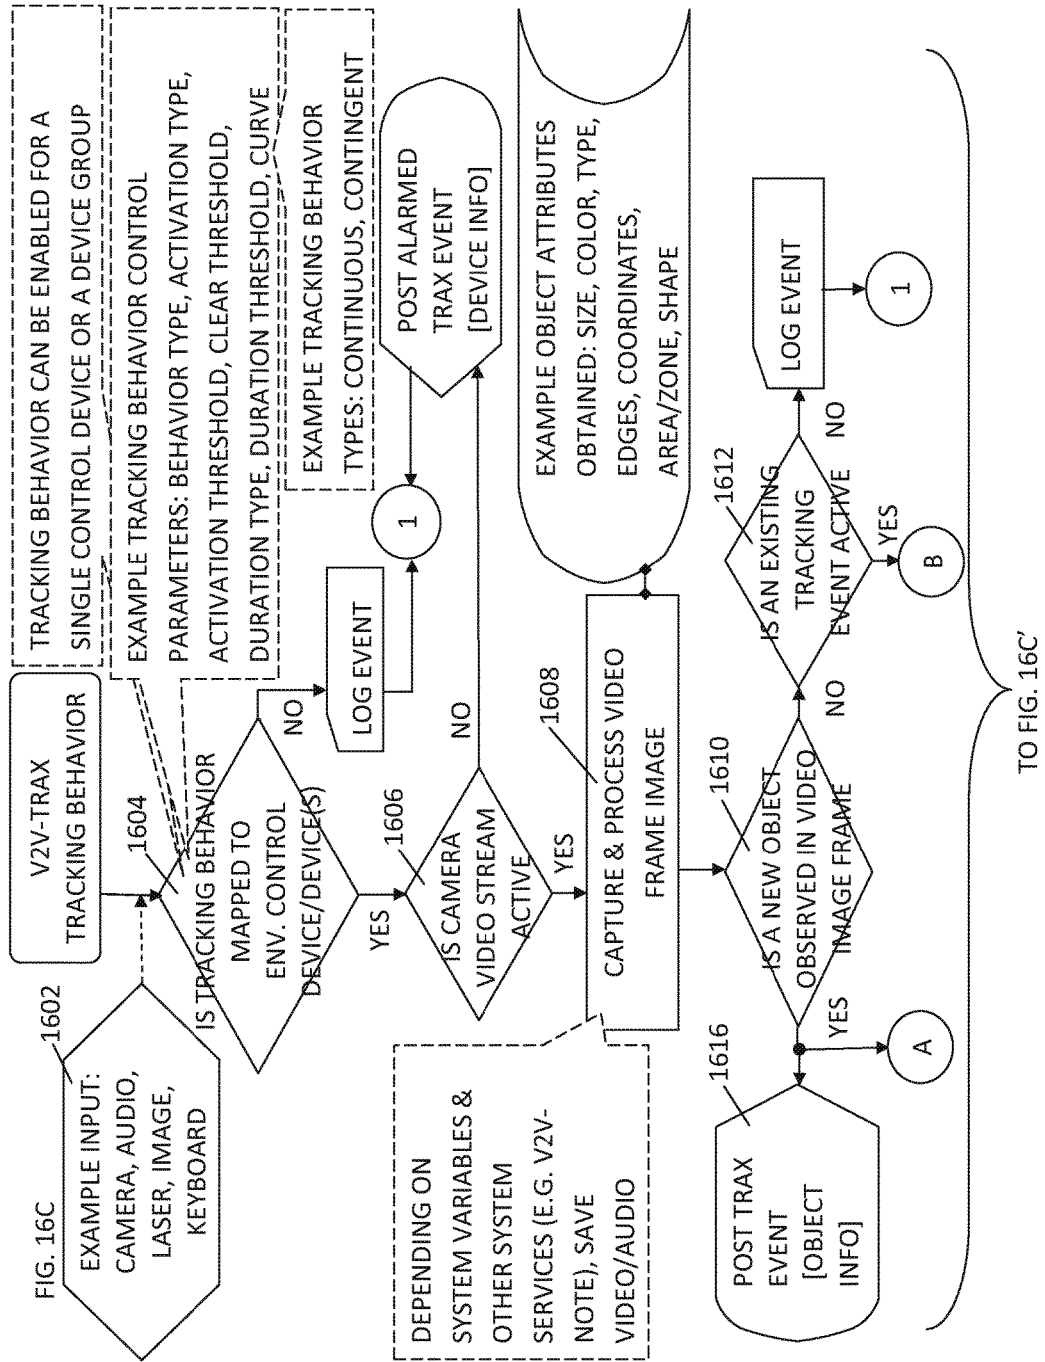 FIG. 16C
EXAMPLE INPUT:
CAMERA, AUDIO,
LASER, IMAGE,
KEYBOARD
1602
V2V-TRAX
TRACKING BEHAVIOR
TRACKING BEHAVIOR CAN BE ENABLED FOR A
SINGLE CONTROL DEVICE OR A DEVICE GROUP
EXAMPLE TRACKING BEHAVIOR CONTROL
PARAMETERS: BEHAVIOR TYPE, ACTIVATION TYPE,
ACTIVATION THRESHOLD, CLEAR THRESHOLD,
DURATION TYPE, DURATION THRESHOLD, CURVE
EXAMPLE TRACKING BEHAVIOR
TYPES: CONTINUOUS, CONTINGENT
1604
IS TRACKING BEHAVIOR
MAPPED TO
ENV. CONTROL
DEVICE/DEVICE(S)
NO
LOG EVENT
1
POST ALARMED
TRAX EVENT
[DEVICE INFO]
YES
1606
IS CAMERA
VIDEO STREAM
ACTIVE
NO
YES
DEPENDING ON
SYSTEM VARIABLES &
OTHER SYSTEM
SERVICES (E.G. V2V-
NOTE), SAVE
VIDEO/AUDIO
1608
CAPTURE & PROCESS VIDEO
FRAME IMAGE
EXAMPLE OBJECT ATTRIBUTES
OBTAINED: SIZE, COLOR, TYPE,
EDGES, COORDINATES,
AREA/ZONE, SHAPE
1610
IS A NEW OBJECT
OBSERVED IN VIDEO
IMAGE FRAME
YES
A
1616
POST TRAX
EVENT
[OBJECT
INFO]
NO
1612
IS AN EXISTING
TRACKING
EVENT ACTIVE
YES
B
NO
LOG EVENT
1
TO FIG. 16C'